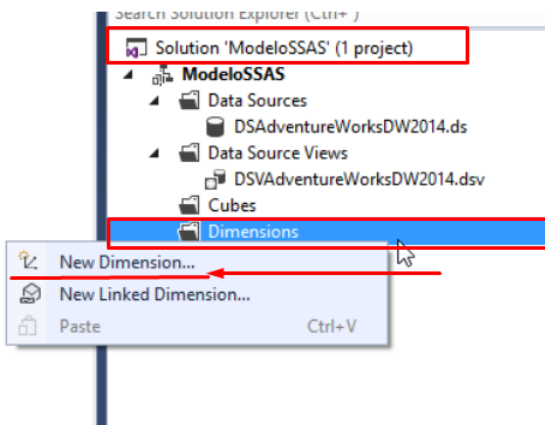 Search Solution Explorer (Ctrl+ )
Solution 'ModeloSSAS' (1 project)
ModeloSSAS
Data Sources
DSAdventureWorksDW2014.ds
Data Source Views
DSVAdventureWorksDW2014.dsv
Cubes
Dimensions
New Dimension...
New Linked Dimension...
Paste Ctrl+V